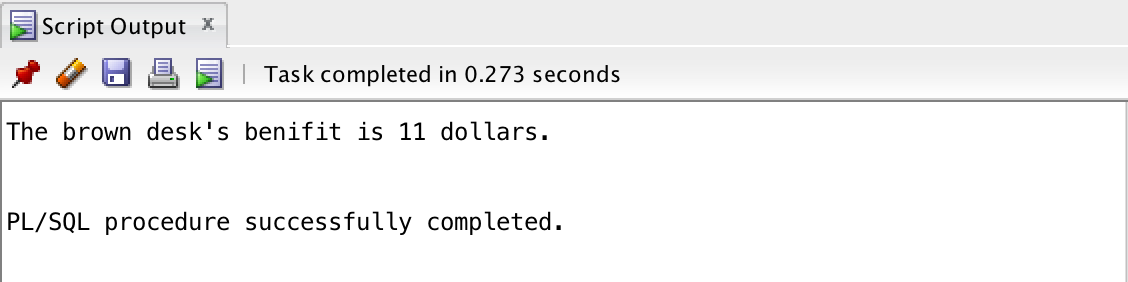 Script Output x
Task completed in 0.273 seconds
The brown desk's benifit is 11 dollars.
PL/SQL procedure successfully completed.